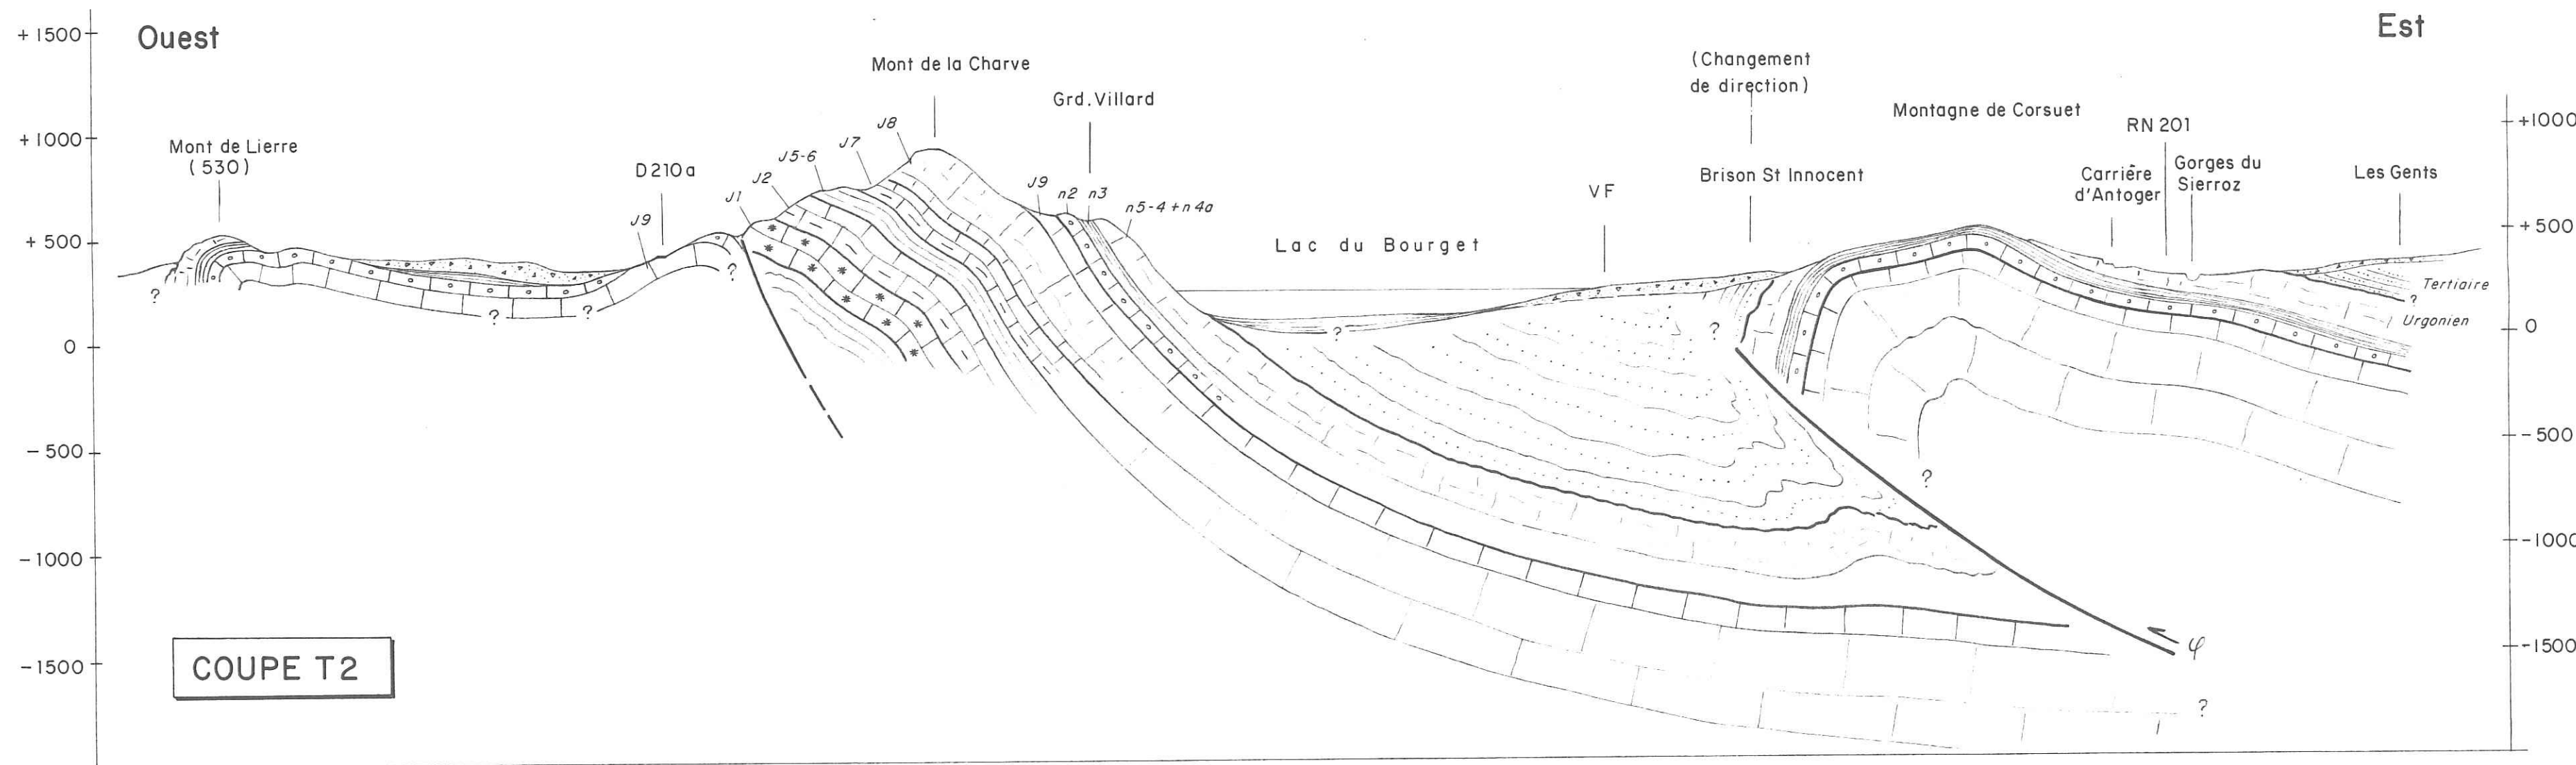 Ouest
Est
+1500
+1000
+500
0
-500
-1000
-1500
Mont de Lierre
(530)
J9
D210a
J1
J2
J5-6
J7
J8
Mont de la Charve
J9
Grd. Villard
n2
n3
n5-4+n4a
Lac du Bourget
VF
(Changement
de direction)
Brison St Innocent
Montagne de Corsuet
Carrière
d'Antoger
RN 201
Gorges du
Sierroz
Les Gents
Tertiaire
Urgonien
+1000
+500
0
-500
-1000
-1500
?
?
?
?
?
?
?
?
?
φ
COUPE T2